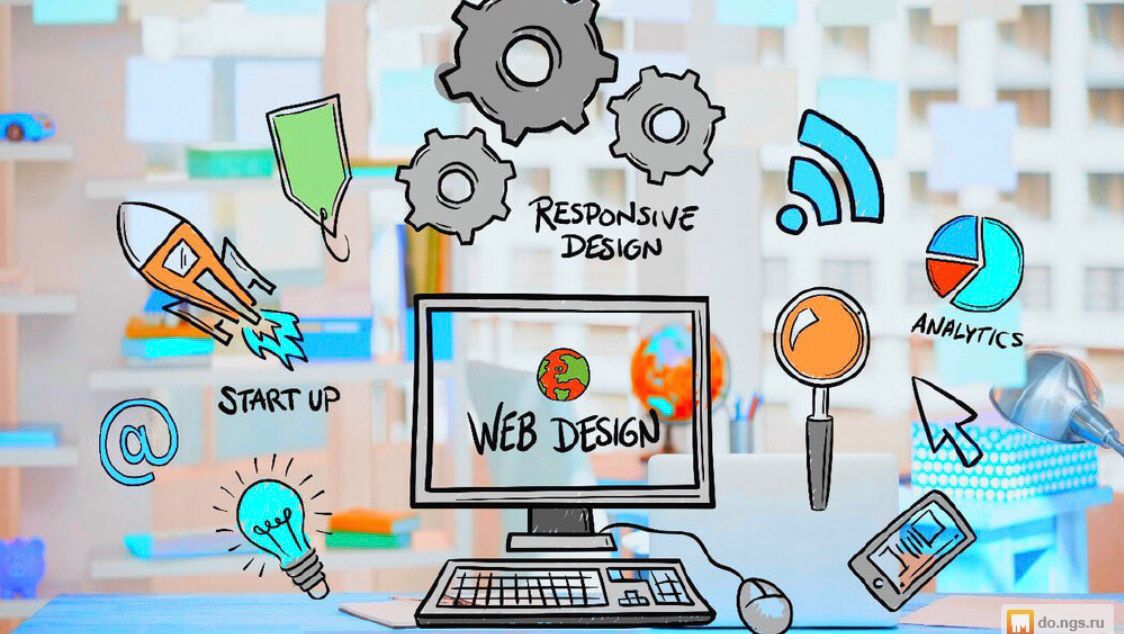 RESPONSIVE
DESIGN
ANALYTICS
START UP
@
WEB DESIGN
do.ngs.ru